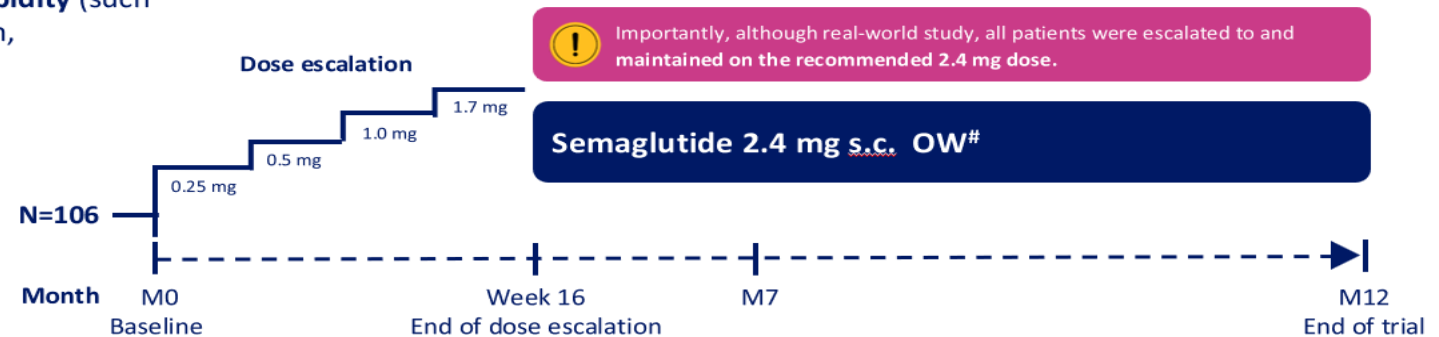 bidity (such
n,
Importantly, although real-world study, all patients were escalated to and
maintained on the recommended 2.4 mg dose.
Dose escalation
1.7 mg
1.0 mg
0.5 mg
0.25 mg
Semaglutide 2.4 mg s.c. OW#
N=106
Month M0 Week 16 M7 M12
Baseline End of dose escalation End of trial